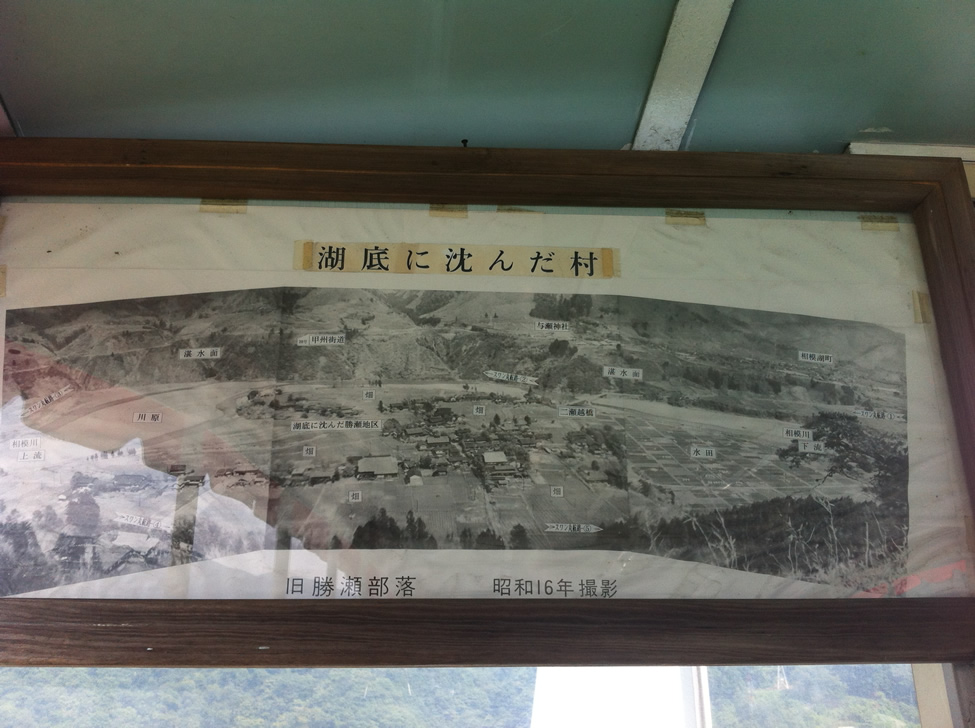 湖底に沈んだ村
与瀬神社
甲州街道
湛水面
相模湖町
湛水面
畑
畑
二瀬越橋
川原
湖底に沈んだ勝瀬地区
相模川
下流
相模川
上流
畑
水田
畑
畑
旧勝瀬部落
昭和16年撮影